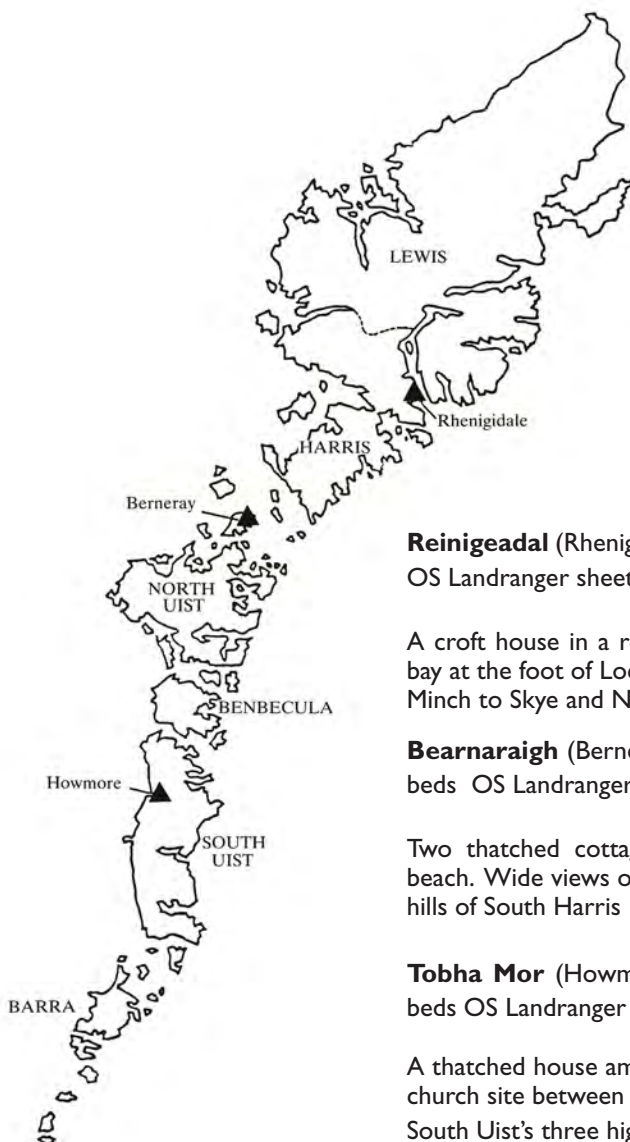 LEWIS
Rhenigidale
HARRIS
Berneray
NORTH
UIST
BENBECULA
Howmore
SOUTH
UIST
BARRA
Reinigeadal (Rhenig
OS Landranger sheet
A croft house in a r
bay at the foot of Loc
Minch to Skye and N
Bearnaraigh (Berne
beds OS Landranger
Two thatched cotta
beach. Wide views o
hills of South Harris
Tobha Mor (Howm
beds OS Landranger
A thatched house am
church site between
South Uist's three hig